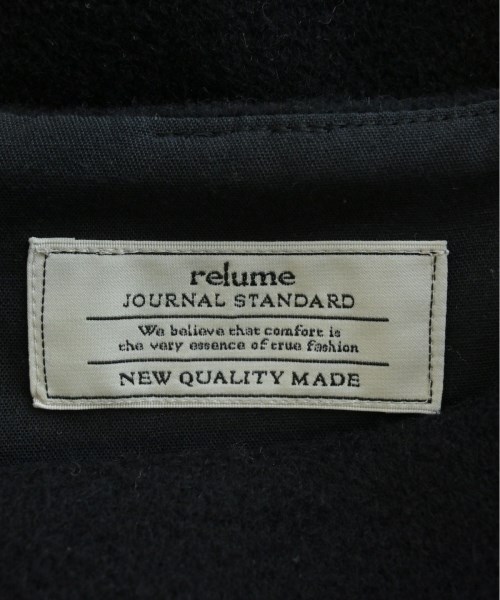 relume
JOURNAL STANDARD
We believe that comfort is
the very essence of true fashion
NEW QUALITY MADE